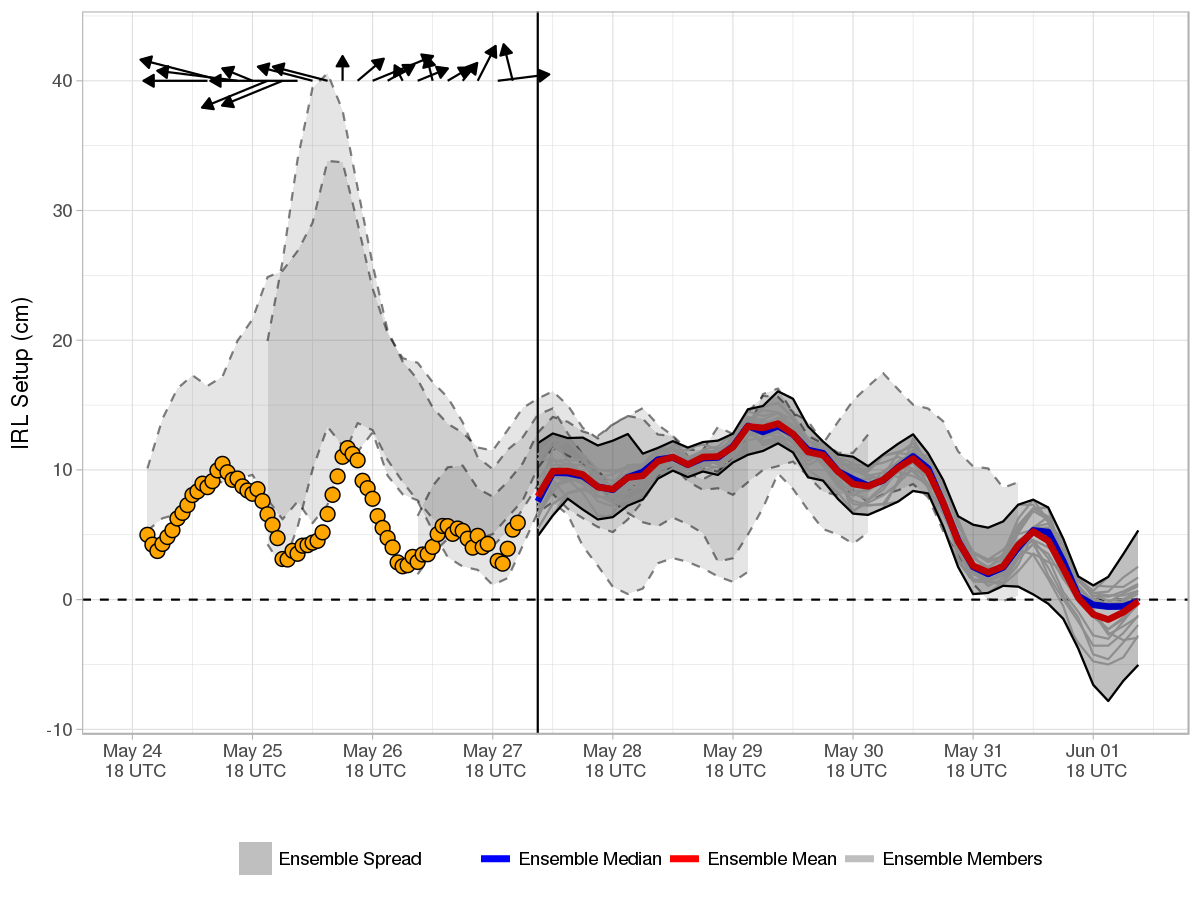 IRL Setup (cm)
40
30
20
10
0
-10
May 24 May 25 May 26 May 27 May 28 May 29 May 30 May 31 Jun 01
18 UTC 18 UTC 18 UTC 18 UTC 18 UTC 18 UTC 18 UTC 18 UTC 18 UTC
Ensemble Spread Ensemble Median Ensemble Mean Ensemble Members